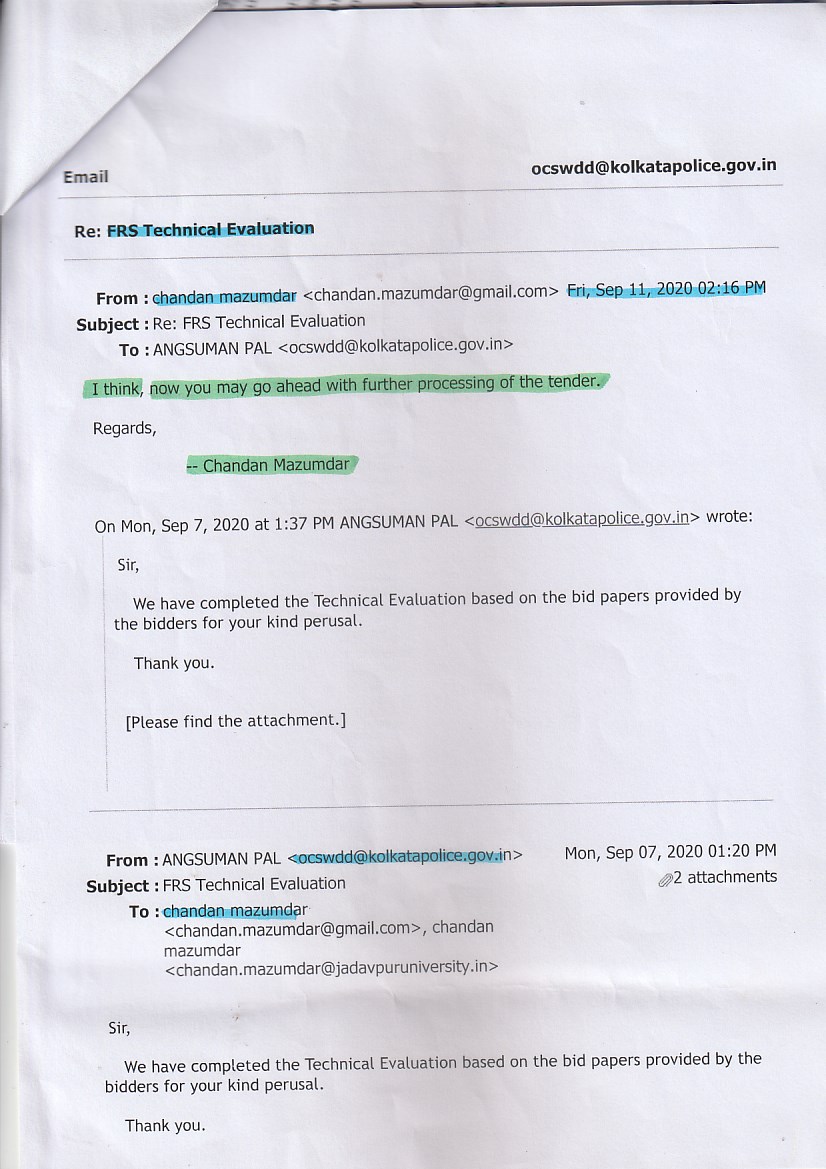 Email
ocswdd@kolkatapolice.gov.in
Re: FRS Technical Evaluation
From : chandan mazumdar <chandan.mazumdar@gmail.com> Fri, Sep 11, 2020 02:16 PM
Subject : Re: FRS Technical Evaluation
To : ANGSUMAN PAL <ocswdd@kolkatapolice.gov.in>
I think, now you may go ahead with further processing of the tender.
Regards,
-- Chandan Mazumdar
On Mon, Sep 7, 2020 at 1:37 PM ANGSUMAN PAL <ocswdd@kolkatapolice.gov.in> wrote:
Sir,
We have completed the Technical Evaluation based on the bid papers provided by
the bidders for your kind perusal.
Thank you.
[Please find the attachment.]
From : ANGSUMAN PAL <ocswdd@kolkatapolice.gov.in> Mon, Sep 07, 2020 01:20 PM
Subject : FRS Technical Evaluation 2 attachments
To : chandan mazumdar
<chandan.mazumdar@gmail.com>, chandan
mazumdar
<chandan.mazumdar@jadavpuruniversity.in>
Sir,
We have completed the Technical Evaluation based on the bid papers provided by the
bidders for your kind perusal.
Thank you.